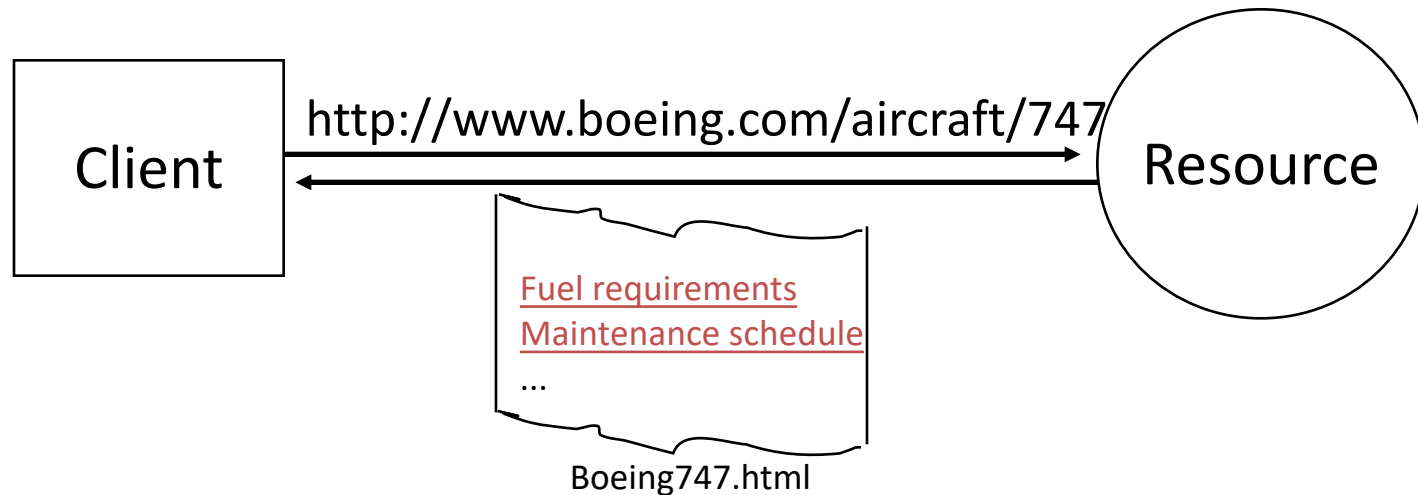 http://www.boeing.com/aircraft/747
Client
Resource
Fuel requirements
Maintenance schedule
...
Boeing747.html